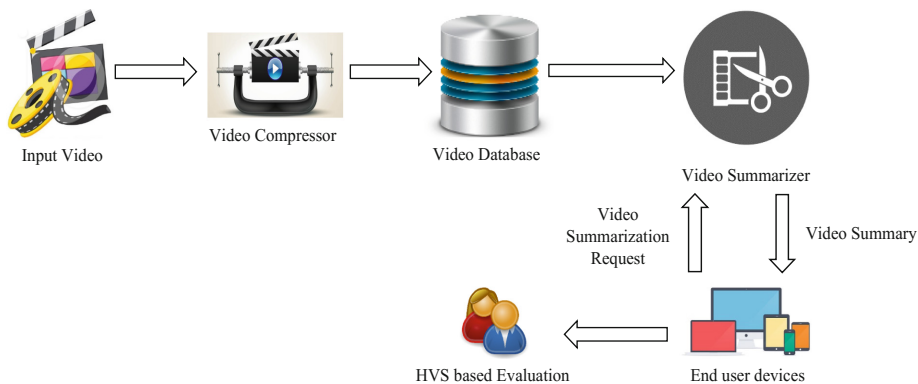 Input Video
Video Compressor
Video Database
Video Summarizer
Video
Summarization
Request
Video Summary
HVS based Evaluation
End user devices